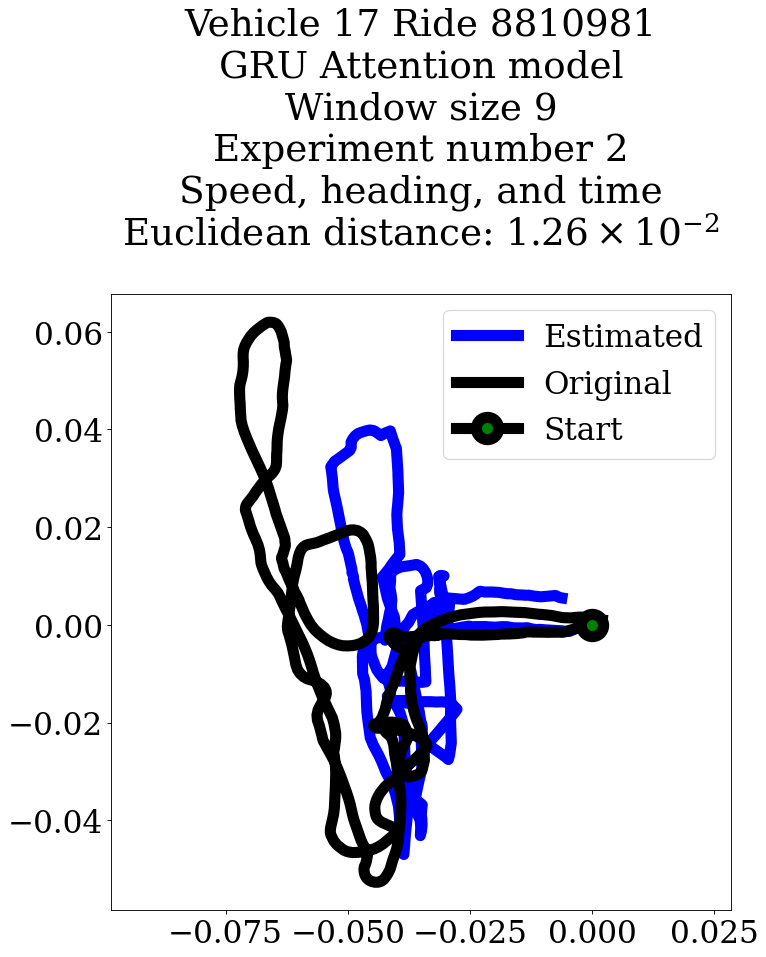 Vehicle 17 Ride 8810981
GRU Attention model
Window size 9
Experiment number 2
Speed, heading, and time
Euclidean distance: 1.26 × 10⁻²
Estimated
Original
Start
0.06
0.04
0.02
0.00
−0.02
−0.04
−0.075 −0.050 −0.025 0.000 0.025